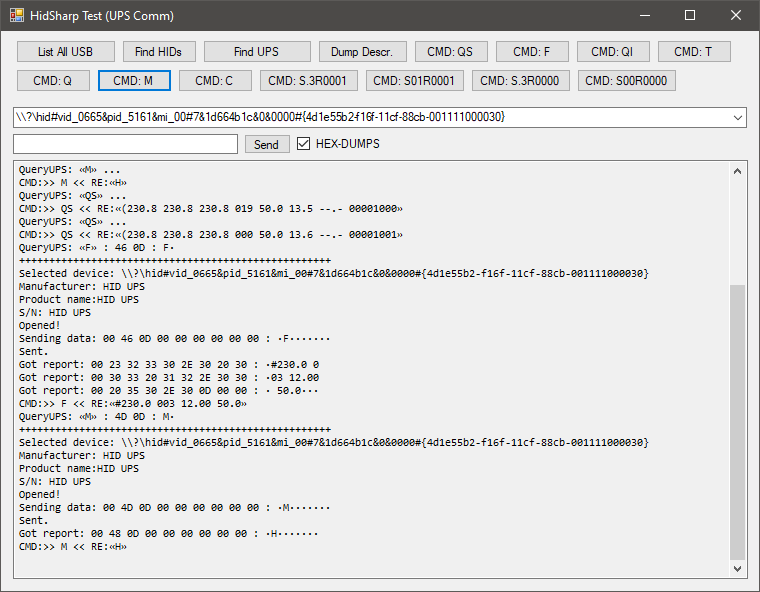 HidSharp Test (UPS Comm)
List All USB Find HIDs Find UPS Dump Descr. CMD: QS CMD: F CMD: QI CMD: T
CMD: Q CMD: M CMD: C CMD: S.3R0001 CMD: S01R0001 CMD: S.3R0000 CMD: S00R0000
\\?\hid#vid_0665&pid_5161&mi_00#7&1d664b1c&0&0000#{4d1e55b2-f16f-11cf-88cb-001111000030}
Send HEX-DUMPS
QueryUPS: «M» ...
CMD:>> M << RE:«H»
QueryUPS: «QS» ...
CMD:>> QS << RE:«(230.8 230.8 230.8 019 50.0 13.5 --.- 00001000»
QueryUPS: «QS» ...
CMD:>> QS << RE:«(230.8 230.8 230.8 000 50.0 13.6 --.- 00001001»
QueryUPS: «F» : 46 0D : F·
++++++++++++++++++++++++++++++++++++++++++++++++++++
Selected device: \\?\hid#vid_0665&pid_5161&mi_00#7&1d664b1c&0&0000#{4d1e55b2-f16f-11cf-88cb-001111000030}
Manufacturer: HID UPS
Product name:HID UPS
S/N: HID UPS
Opened!
Sending data: 00 46 0D 00 00 00 00 00 00 : ·F·······
Sent.
Got report: 00 23 32 33 30 2E 30 20 30 : ·#230.0 0
Got report: 00 30 33 20 31 32 2E 30 30 : ·03 12.00
Got report: 00 20 35 30 2E 30 0D 00 00 : · 50.0···
CMD:>> F << RE:«#230.0 003 12.00 50.0»
QueryUPS: «M» : 4D 0D : M·
++++++++++++++++++++++++++++++++++++++++++++++++++++
Selected device: \\?\hid#vid_0665&pid_5161&mi_00#7&1d664b1c&0&0000#{4d1e55b2-f16f-11cf-88cb-001111000030}
Manufacturer: HID UPS
Product name:HID UPS
S/N: HID UPS
Opened!
Sending data: 00 4D 0D 00 00 00 00 00 00 : ·M·······
Sent.
Got report: 00 48 0D 00 00 00 00 00 00 : ·H·······
CMD:>> M << RE:«H»